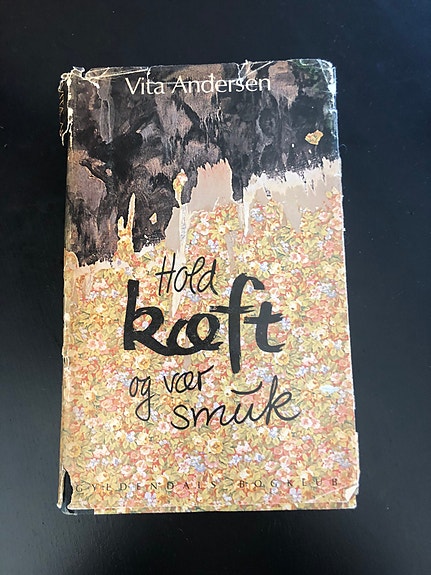 Vita Andersen
Hold
kæft
og vær
smuk
GYLDENDALS BOGKLUB